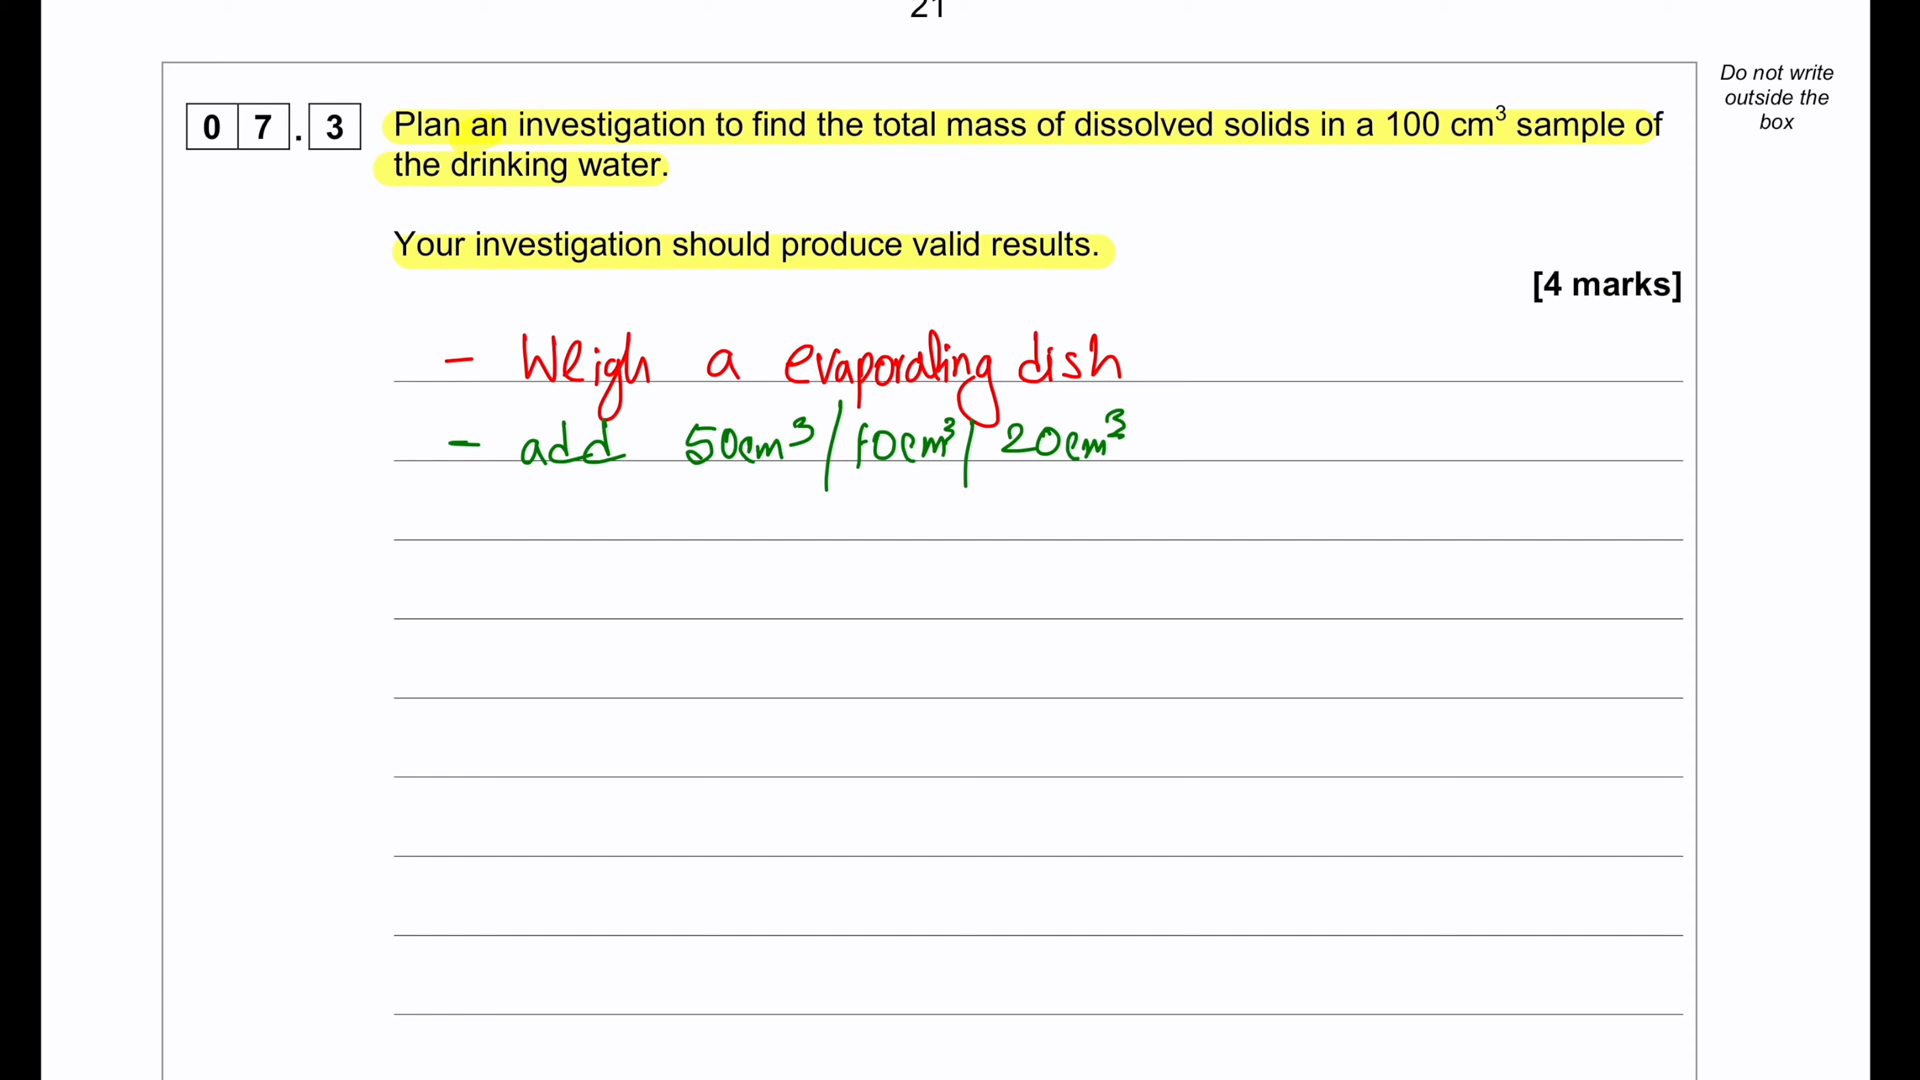 21
Do not write
outside the
box
0 7 . 3 Plan an investigation to find the total mass of dissolved solids in a 100 cm³ sample of
the drinking water.
Your investigation should produce valid results.
[4 marks]
- Weigh a evaporating dish
- add 50cm³/10cm³/20cm³